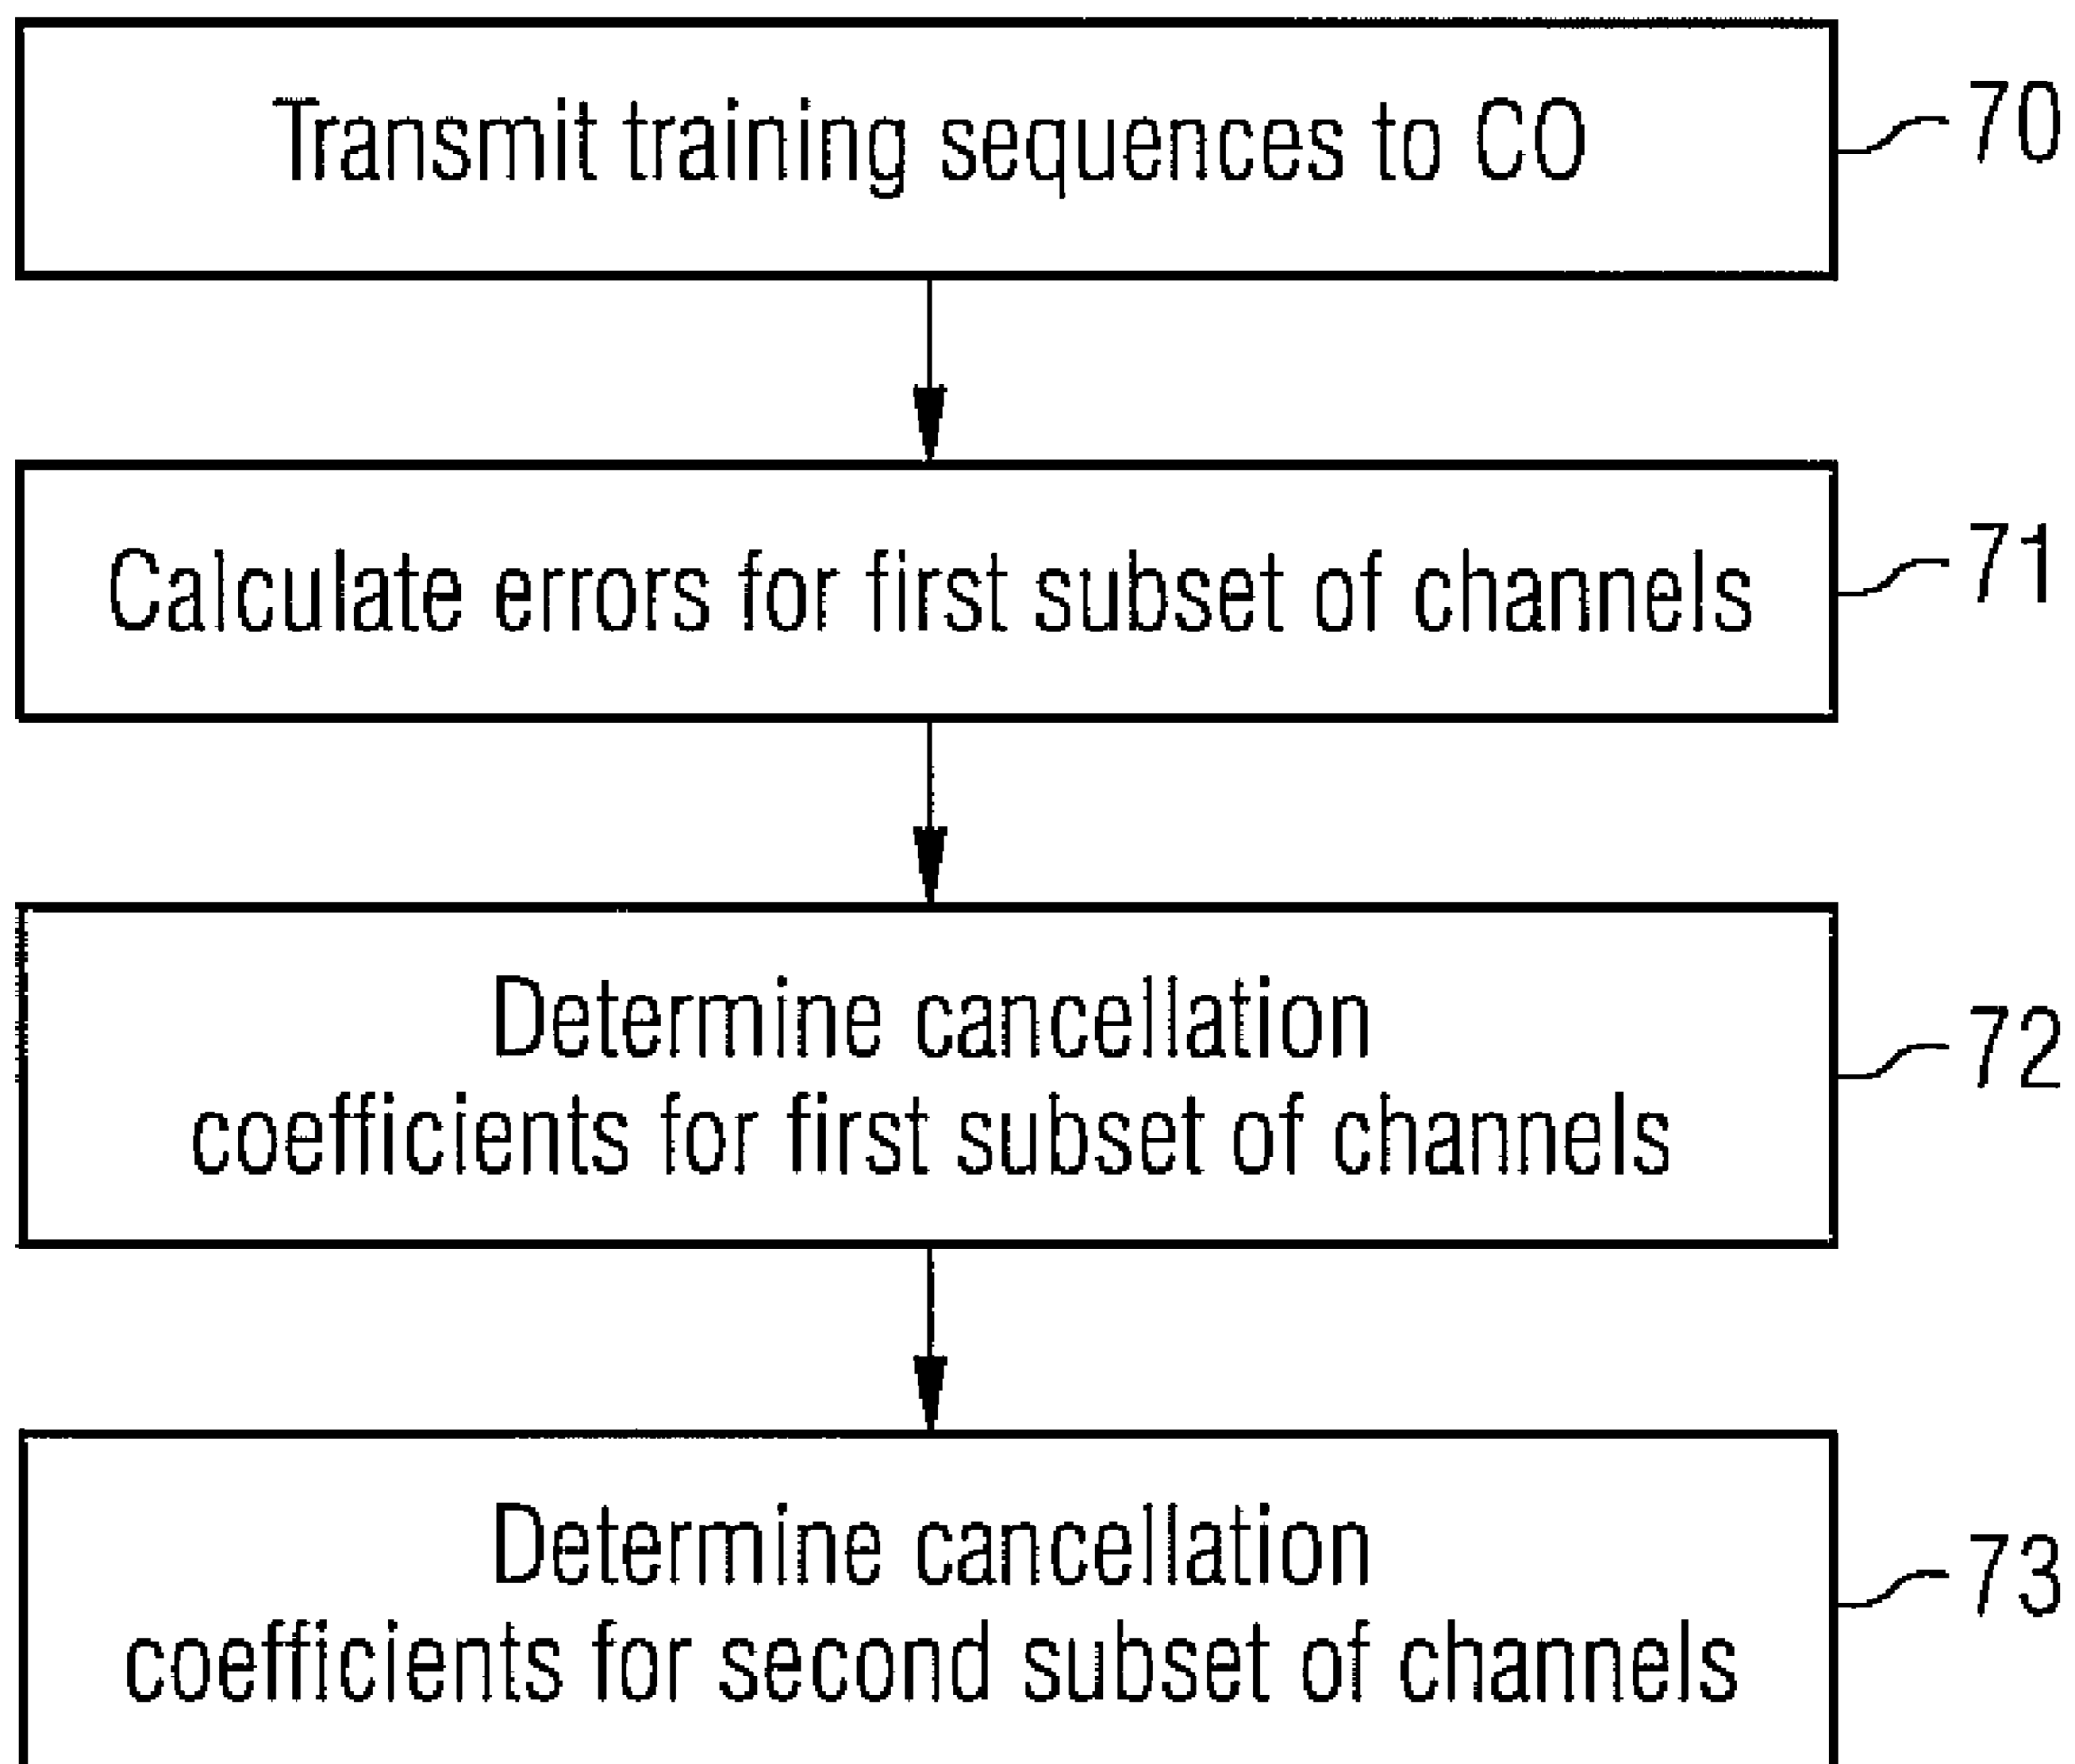 Transmit training sequences to CO
70
Calculate errors for first subset of channels
71
Determine cancellation
coefficients for first subset of channels
72
Determine cancellation
coefficients for second subset of channels
73